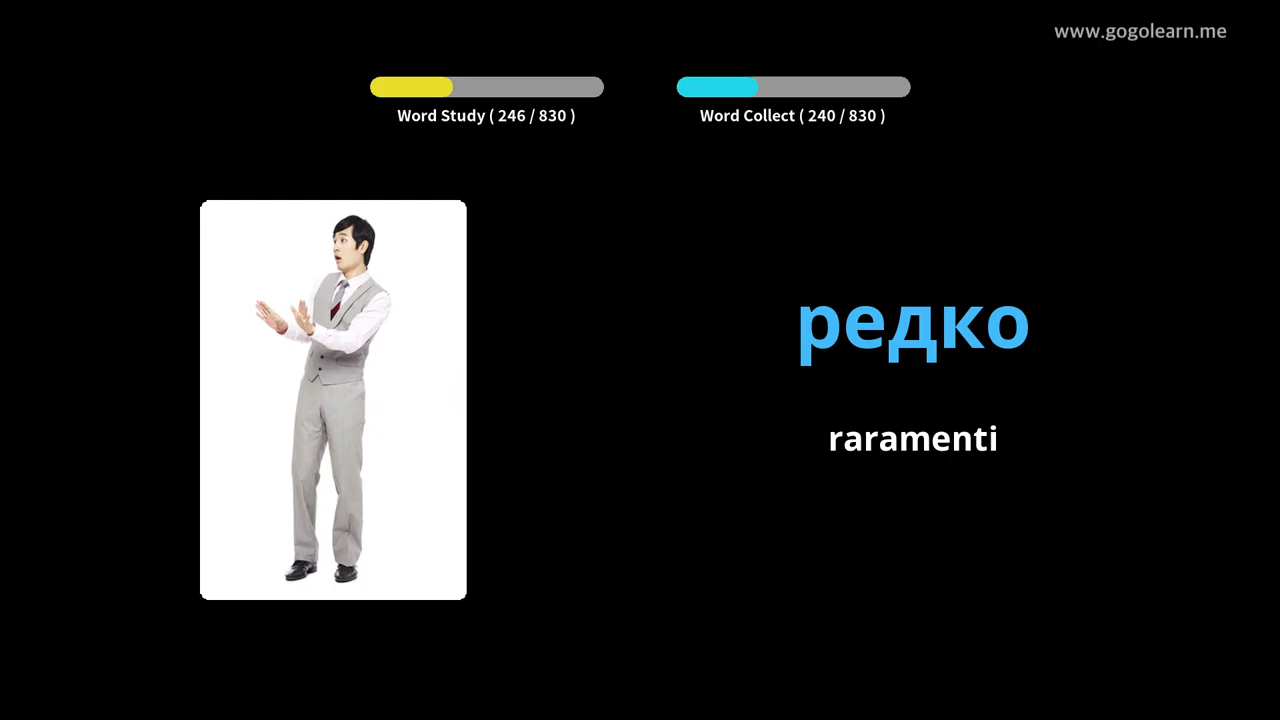 www.gogolearn.me
Word Study ( 246 / 830 )
Word Collect ( 240 / 830 )
редко
raramenti